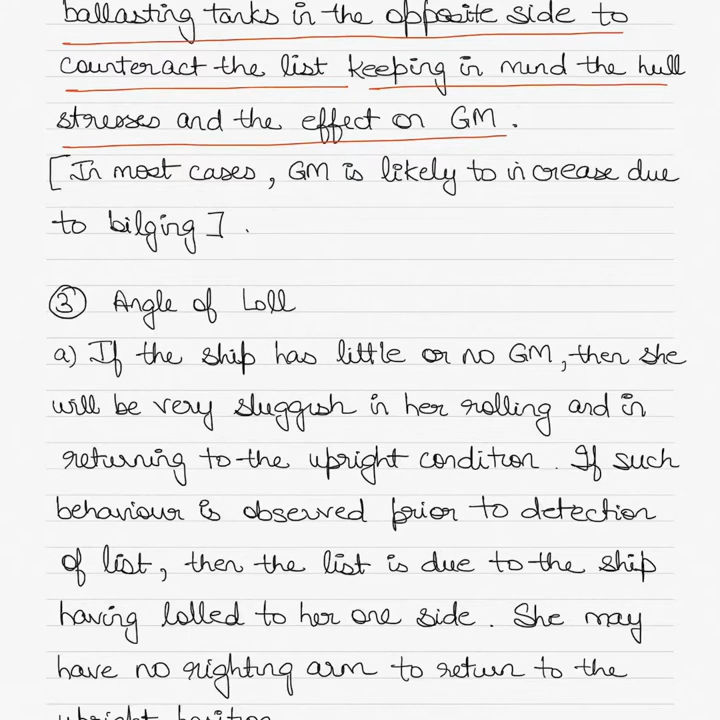 ballasting tanks in the opposite side to
counteract the list keeping in mind the hull
stresses and the effect on GM.
[In most cases, GM is likely to increase due
to bilging].
③ Angle of Loll
a) If the ship has little or no GM, then she
will be very sluggish in her rolling and in
returning to the upright condition. If such
behaviour is observed prior to detection
of list, then the list is due to the ship
having lolled to her one side. She may
have no righting arm to return to the
upright position